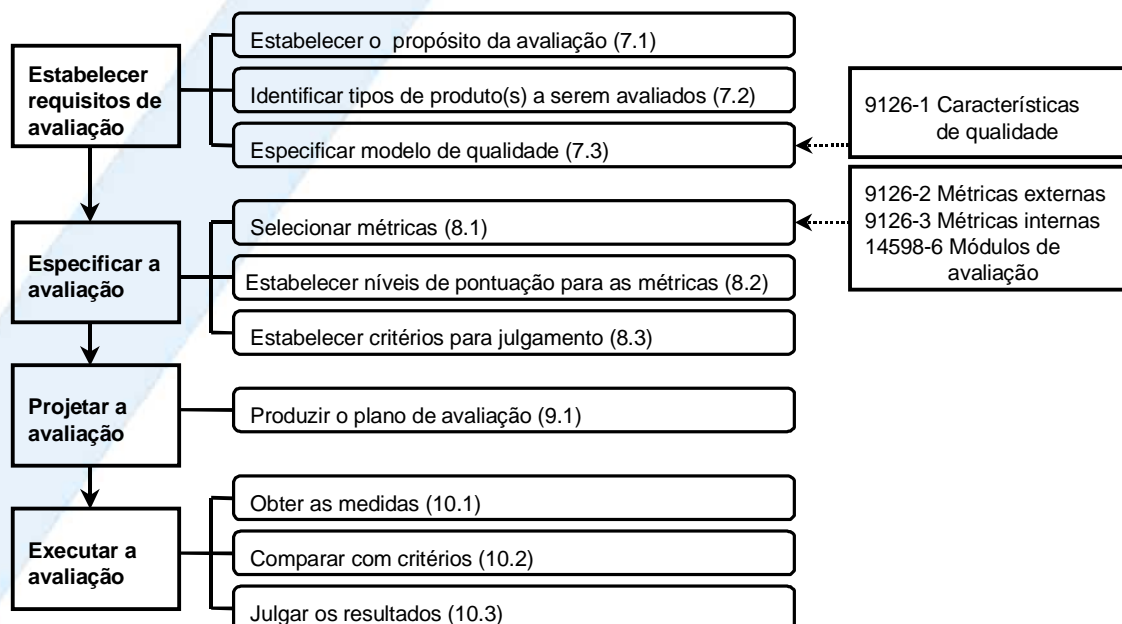 Estabelecer requisitos de avaliação
Estabelecer o  propósito da avaliação (7.1)
Identificar tipos de produto(s) a serem avaliados (7.2)
Especificar modelo de qualidade (7.3)
9126-1 Características
de qualidade
Especificar a
avaliação
Selecionar métricas (8.1)
Estabelecer níveis de pontuação para as métricas (8.2)
Estabelecer critérios para julgamento (8.3)
9126-2 Métricas externas
9126-3 Métricas internas
14598-6 Módulos de
avaliação
Projetar a
avaliação
Produzir o plano de avaliação (9.1)
Executar a
avaliação
Obter as medidas (10.1)
Comparar com critérios (10.2)
Julgar os resultados (10.3)